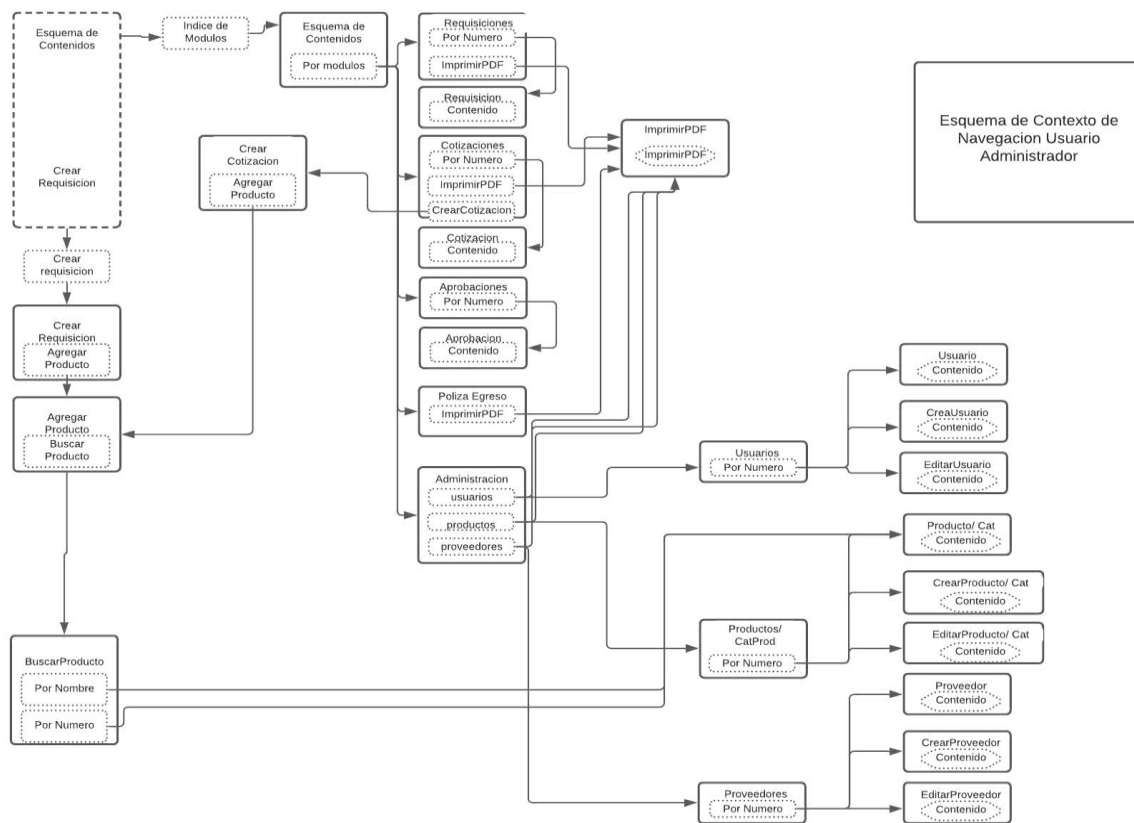 Esquema de
Contenidos
Crear
Requisicion
Indice de
Modulos
Esquema de
Contenidos
Por modulos
Requisiciones
Por Numero
ImprimirPDF
Requisicion
Contenido
Crear
Cotizacion
Agregar
Producto
Cotizaciones
Por Numero
ImprimirPDF
CrearCotizacion
Cotizacion
Contenido
ImprimirPDF
ImprimirPDF
Esquema de Contexto de
Navegacion Usuario
Administrador
Crear
requisicion
Crear
Requisicion
Agregar
Producto
Aprobaciones
Por Numero
Aprobacion
Contenido
Agregar
Producto
Buscar
Producto
Poliza Egreso
ImprimirPDF
Administracion
usuarios
productos
proveedores
Usuarios
Por Numero
Usuario
Contenido
CreaUsuario
Contenido
EditarUsuario
Contenido
Producto/ Cat
Contenido
CrearProducto/ Cat
Contenido
EditarProducto/ Cat
Contenido
Productos/
CatProd
Por Numero
BuscarProducto
Por Nombre
Por Numero
Proveedor
Contenido
CrearProveedor
Contenido
EditarProveedor
Contenido
Proveedores
Por Numero